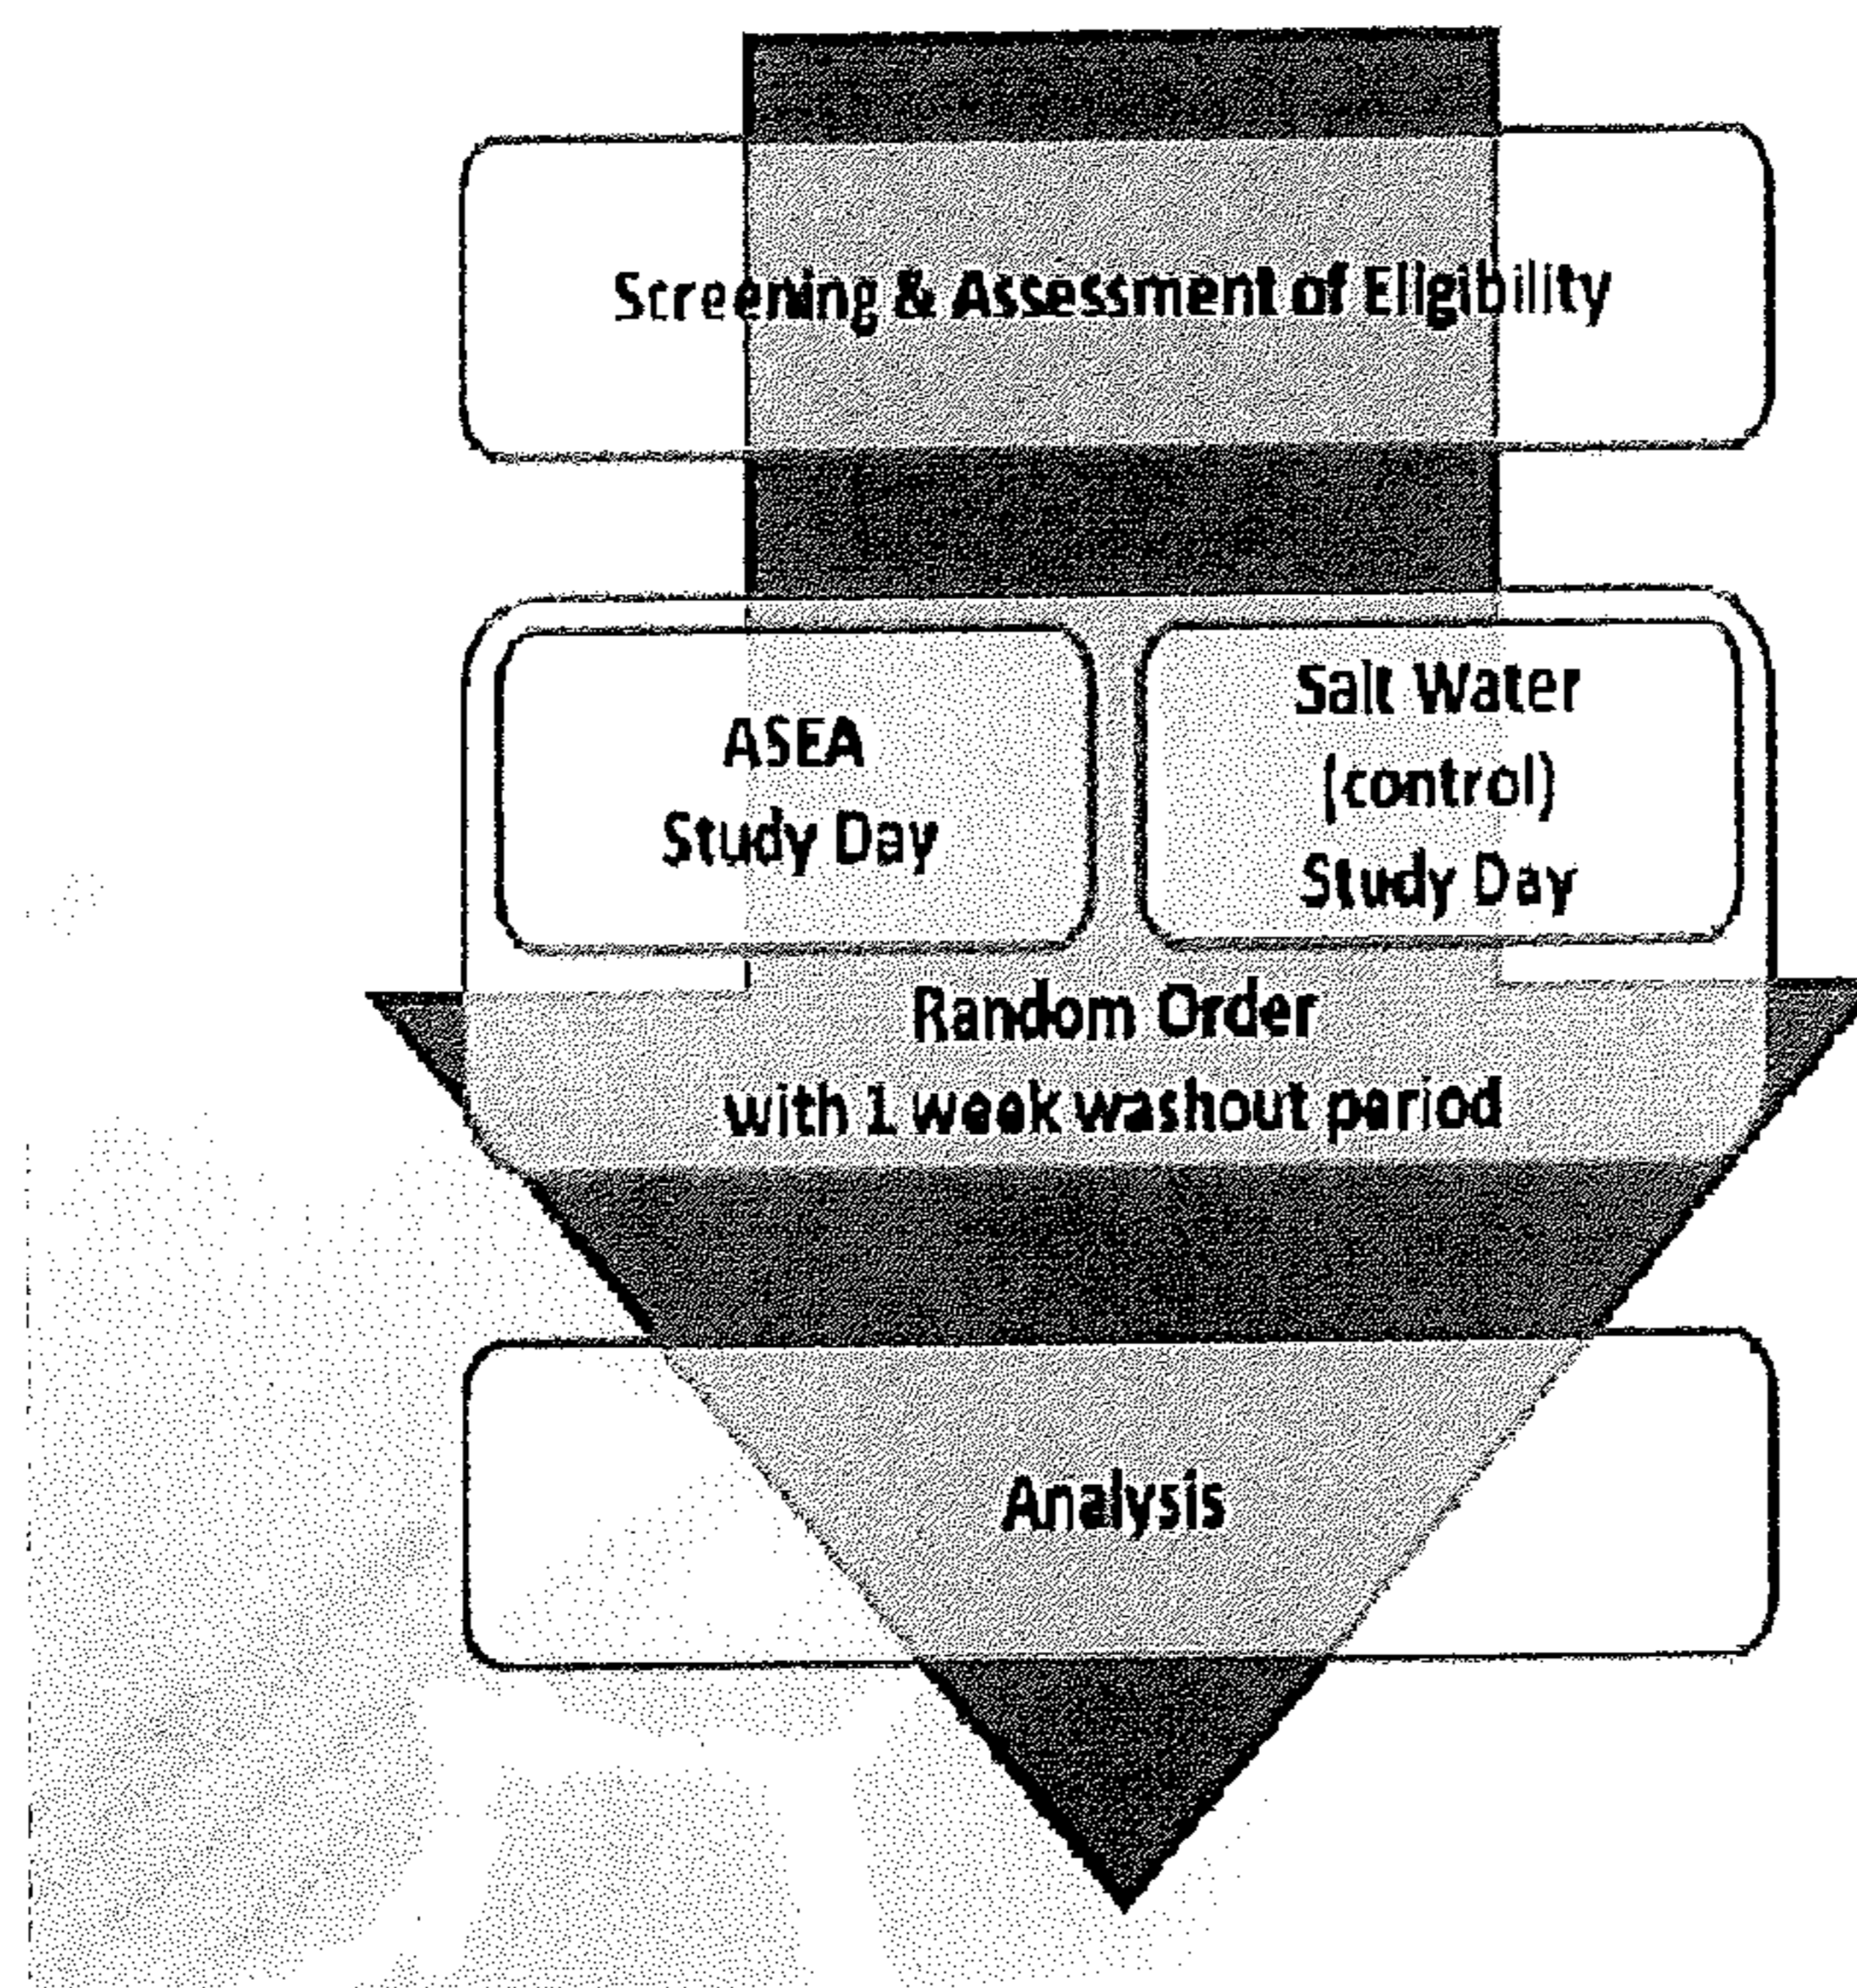 Screening & Assessment of Eligibility
ASEA
Study Day
Salt Water
(control)
Study Day
Random Order
with 1 week washout period
Analysis